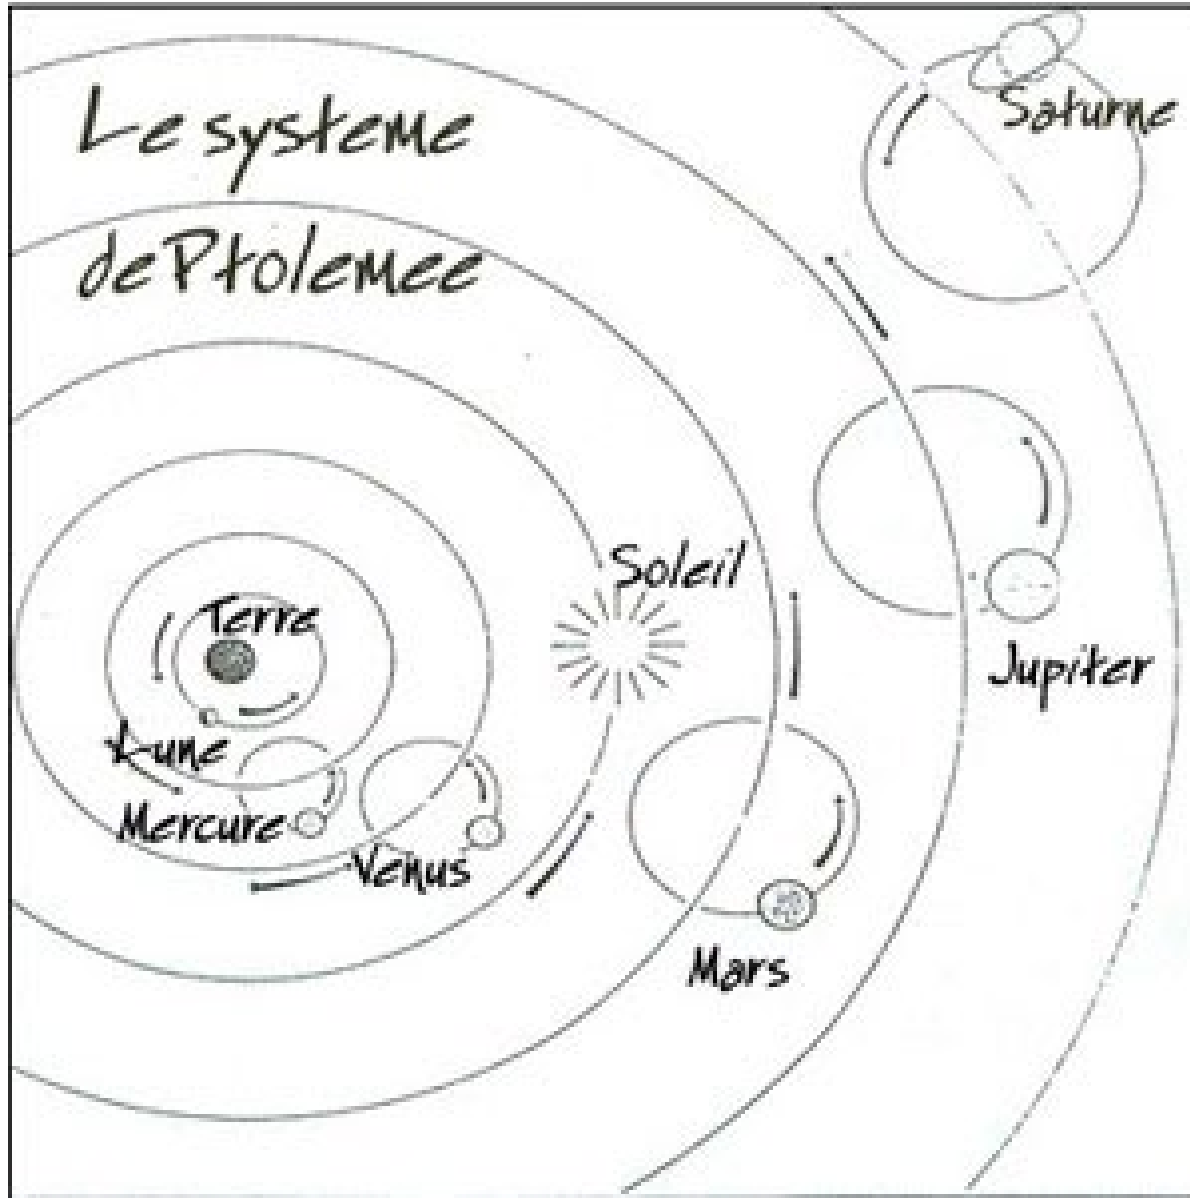 Le systeme
de Ptolemee
Saturne
Soleil
Terre
Jupiter
Lune
Mercure
Venus
Mars